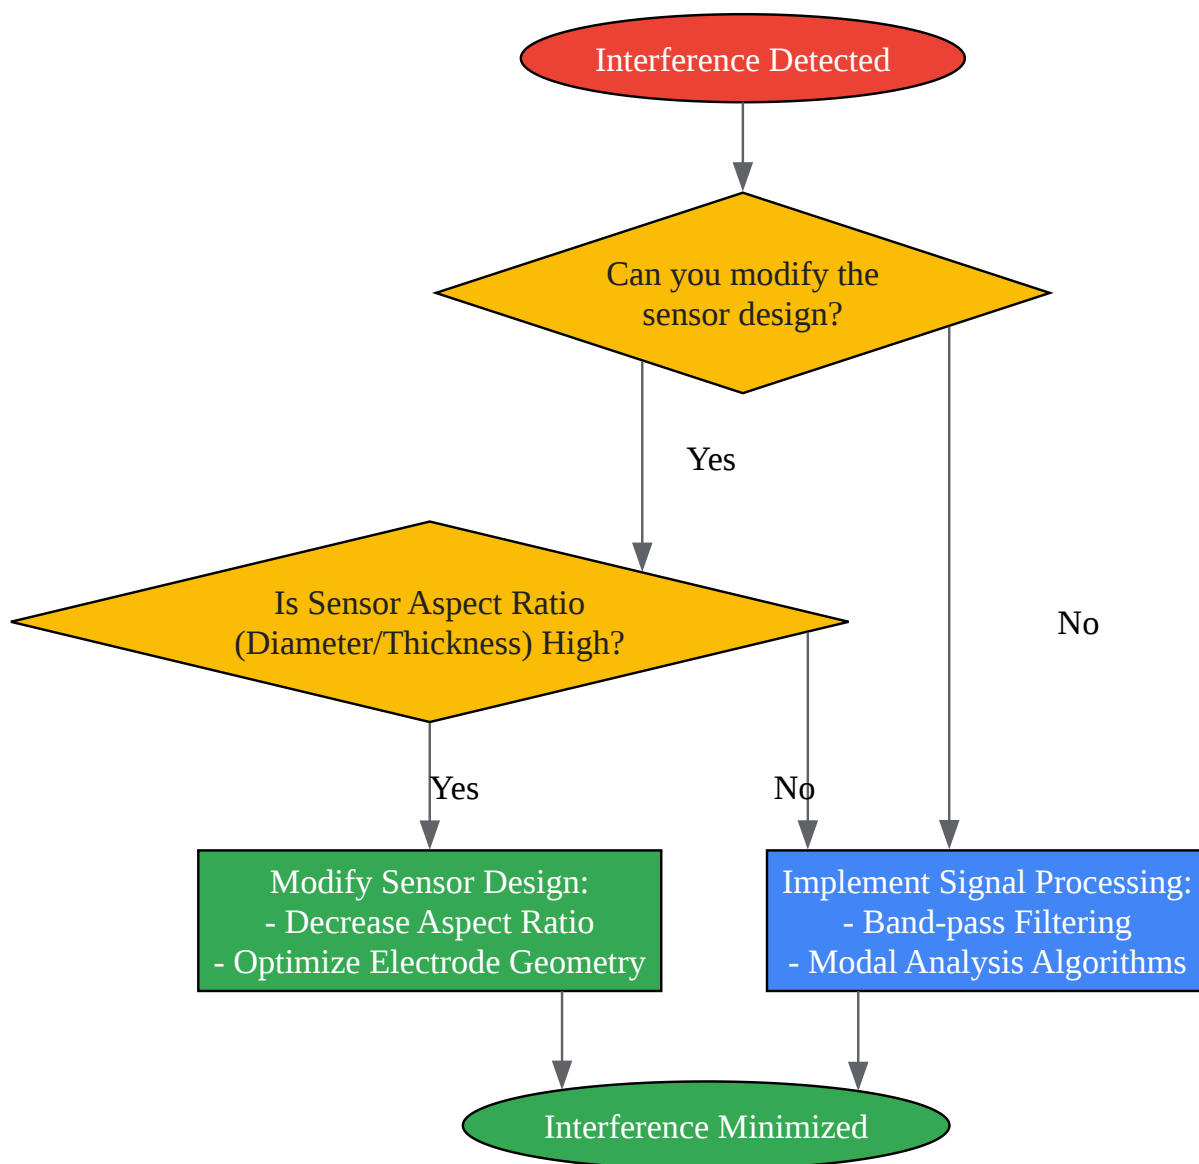 Interference Detected
Can you modify the
sensor design?
Yes
Is Sensor Aspect Ratio
(Diameter/Thickness) High?
No
Yes
No
Modify Sensor Design:
- Decrease Aspect Ratio
- Optimize Electrode Geometry
Implement Signal Processing:
- Band-pass Filtering
- Modal Analysis Algorithms
Interference Minimized